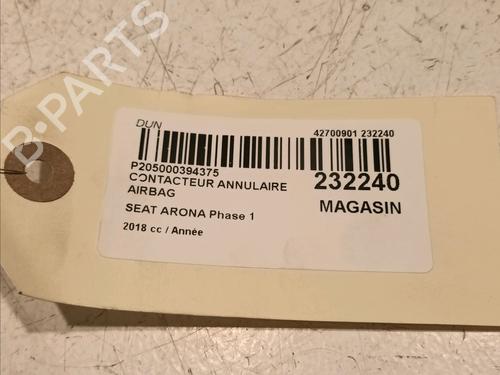 B-PARTS
DUN
42700901 232240
P205000394375
CONTACTEUR ANNULAIRE
AIRBAG
232240
MAGASIN
SEAT ARONA Phase 1
2018 cc / Année